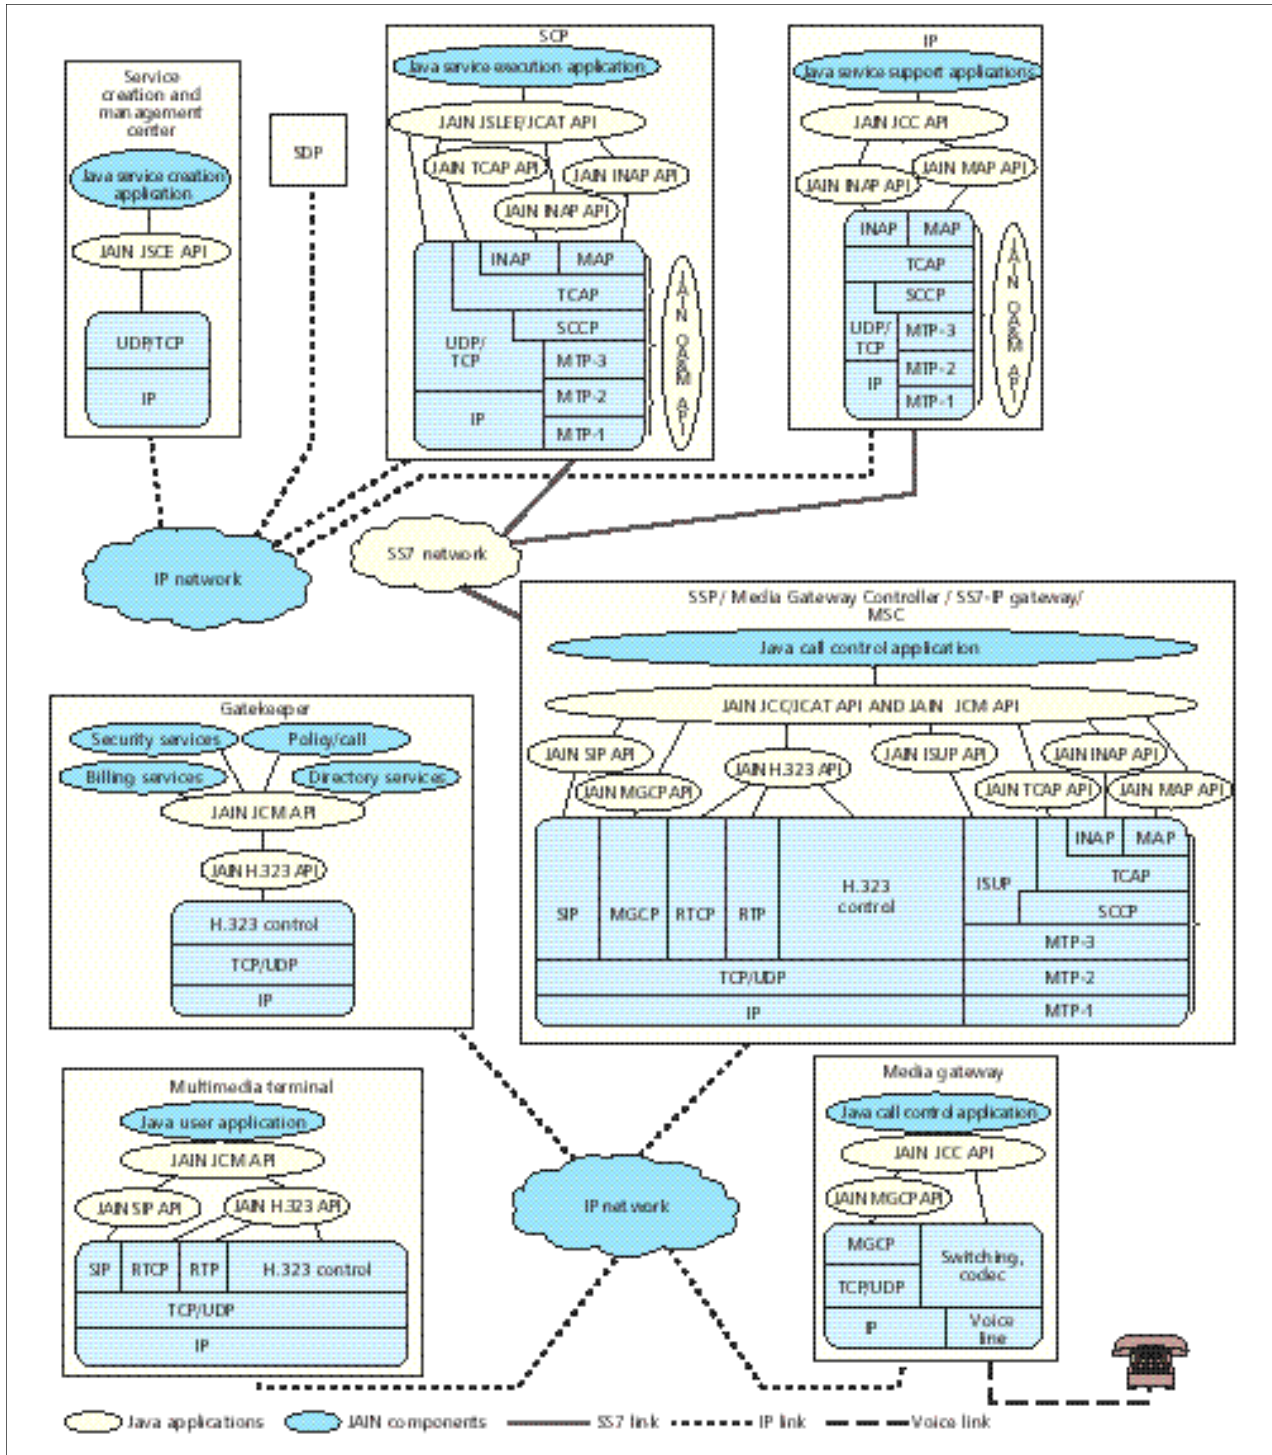 SCP
Java service execution application
JAIN JSLEE/JCAT API
JAIN TCAP API
JAIN INAP API
JAIN INAP API
INAP
MAP
TCAP
SCCP
UDP/
TCP
MTP-3
MTP-2
IP
MTP-1
JAIN OA&M API
IP
Java service support applications
JAIN JCC API
JAIN MAP API
JAIN INAP API
INAP
MAP
TCAP
SCCP
UDP/
TCP
MTP-3
MTP-2
IP
MTP-1
JAIN OA&M API
Service
creation and
management
center
Java service creation
application
JAIN JSCE API
UDP/TCP
IP
SDP
IP network
SS7 network
SSP/ Media Gateway Controller / SS7-IP gateway/
MSC
Java call control application
JAIN JCC/JCAT API AND JAIN JCM API
JAIN SIP API
JAIN MGCP API
JAIN H.323 API
JAIN ISUP API
JAIN INAP API
JAIN TCAP API
JAIN MAP API
INAP
MAP
TCAP
SCCP
SIP
MGCP
RTCP
RTP
H.323
control
ISUP
MTP-3
TCP/UDP
MTP-2
IP
MTP-1
Gatekeeper
Security services
Policy/call
Billing services
Directory services
JAIN JCM API
JAIN H.323 API
H.323 control
TCP/UDP
IP
Multimedia terminal
Java user application
JAIN JCM API
JAIN SIP API
JAIN H.323 API
SIP
RTCP
RTP
H.323 control
TCP/UDP
IP
IP network
Media gateway
Java call control application
JAIN JCC API
JAIN MGCP API
MGCP
Switching,
codec
TCP/UDP
IP
Voice
line
Java applications
JAIN components
SS7 link
IP link
Voice link